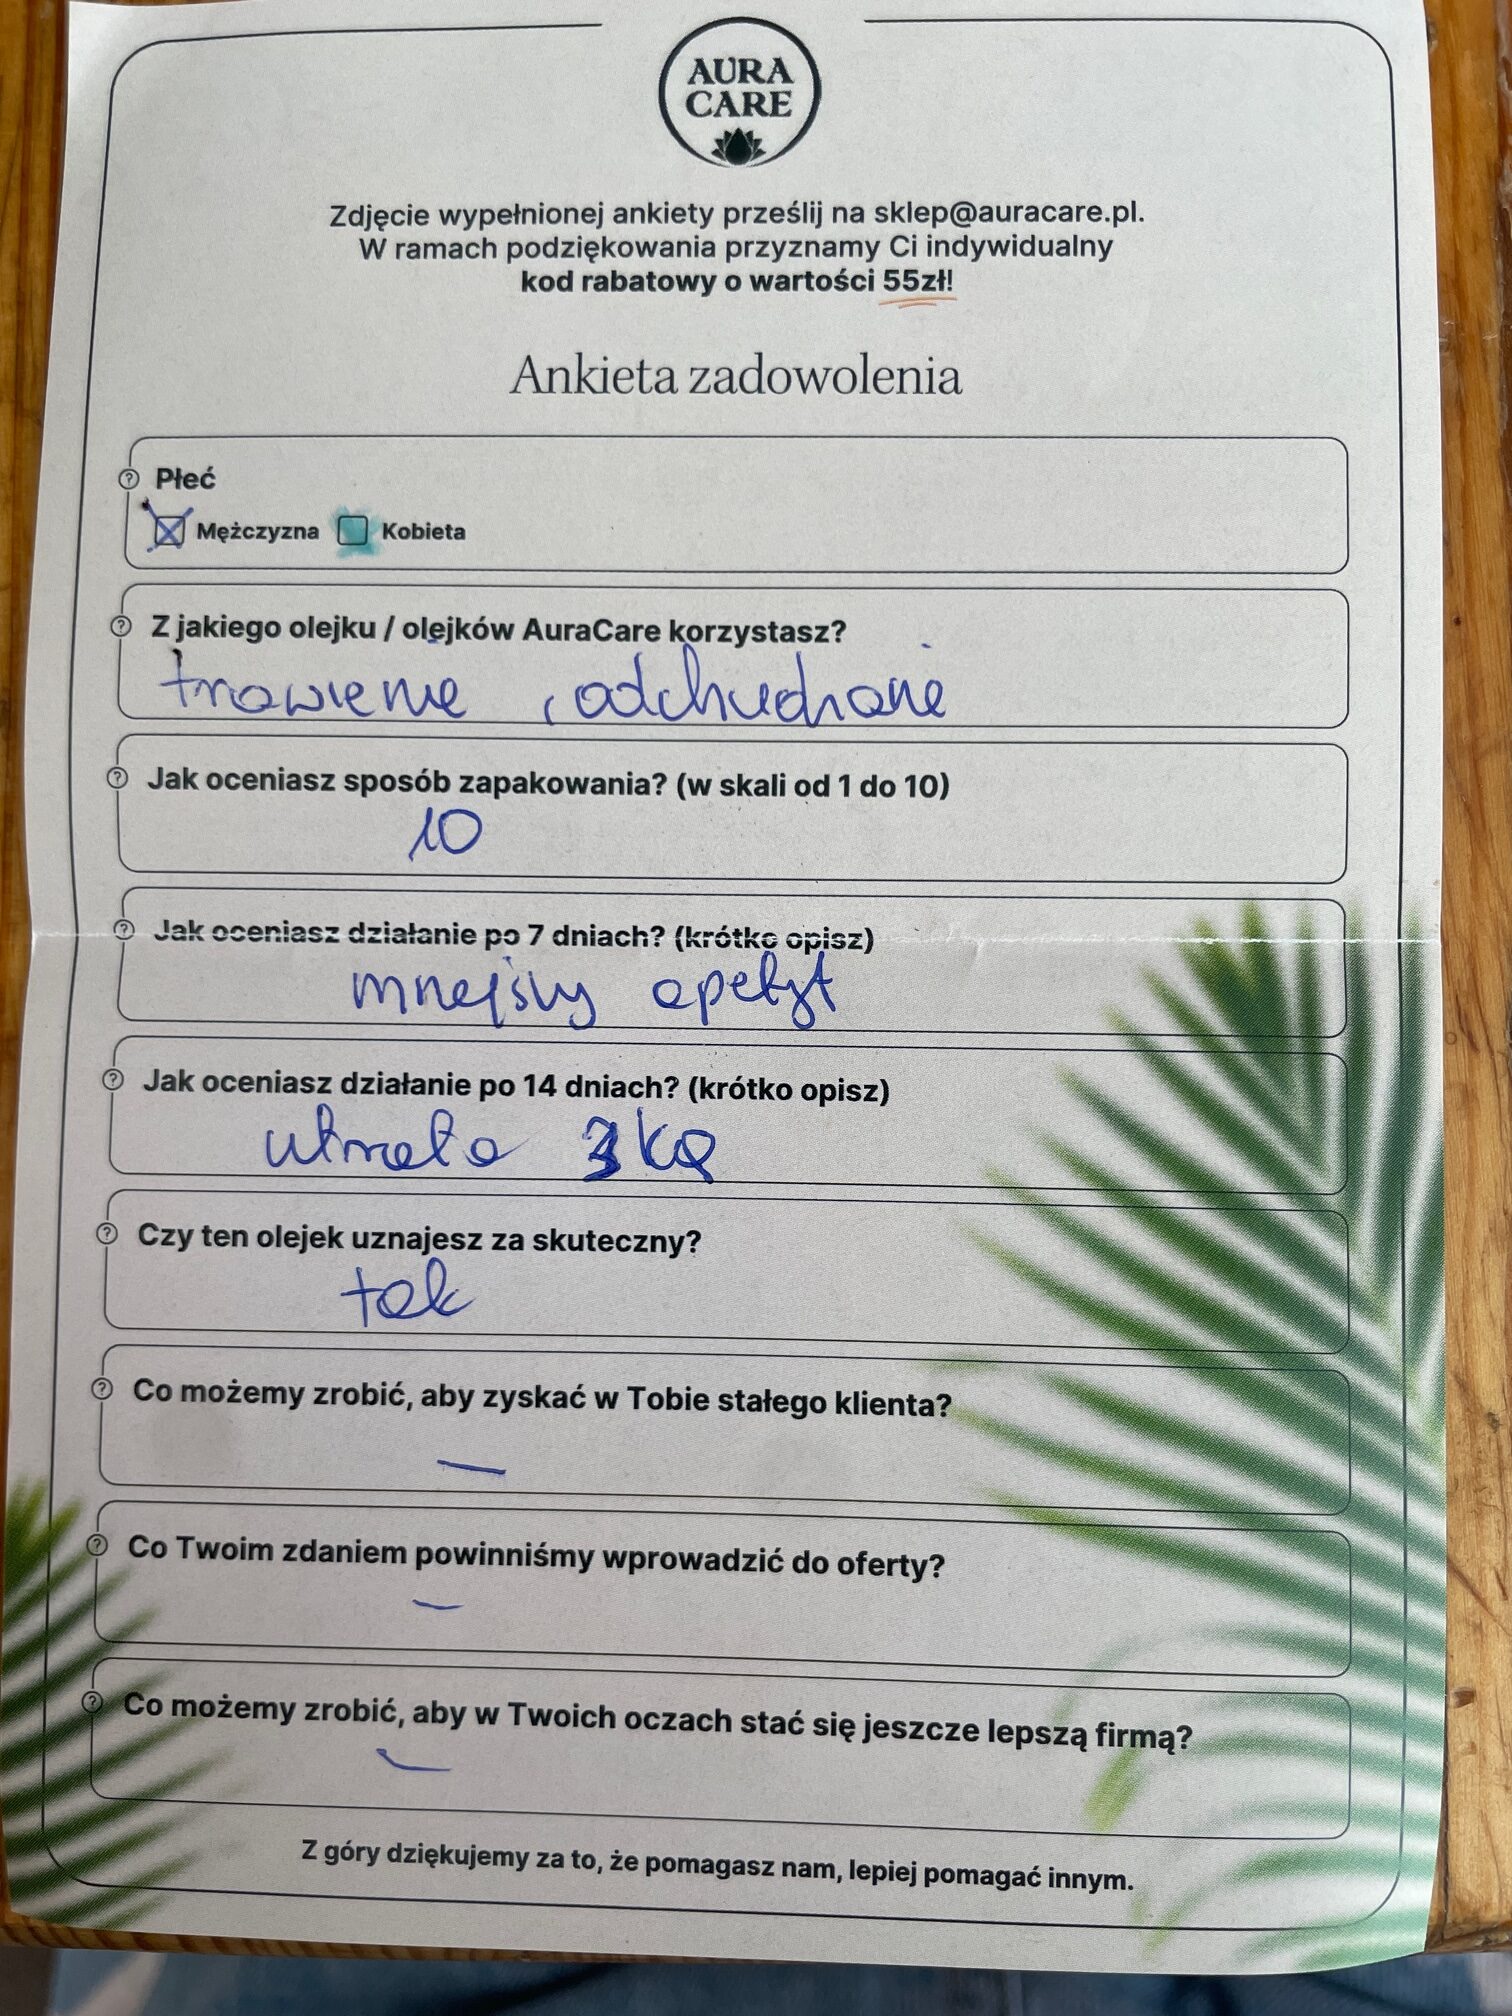 AURA
CARE
Zdjęcie wypełnionej ankiety prześlij na sklep@auracare.pl.
W ramach podziękowania przyznamy Ci indywidualny
kod rabatowy o wartości 55zł!
Ankieta zadowolenia
Płeć
Mężczyzna Kobieta
Z jakiego olejku / olejków AuraCare korzystasz?
trawienie , odchudzanie
Jak oceniasz sposób zapakowania? (w skali od 1 do 10)
10
Jak oceniasz działanie po 7 dniach? (krótko opisz)
mnejszy apetyt
Jak oceniasz działanie po 14 dniach? (krótko opisz)
utrata 3 kg
Czy ten olejek uznajesz za skuteczny?
tak
Co możemy zrobić, aby zyskać w Tobie stałego klienta?
—
Co Twoim zdaniem powinniśmy wprowadzić do oferty?
—
Co możemy zrobić, aby w Twoich oczach stać się jeszcze lepszą firmą?
—
Z góry dziękujemy za to, że pomagasz nam, lepiej pomagać innym.